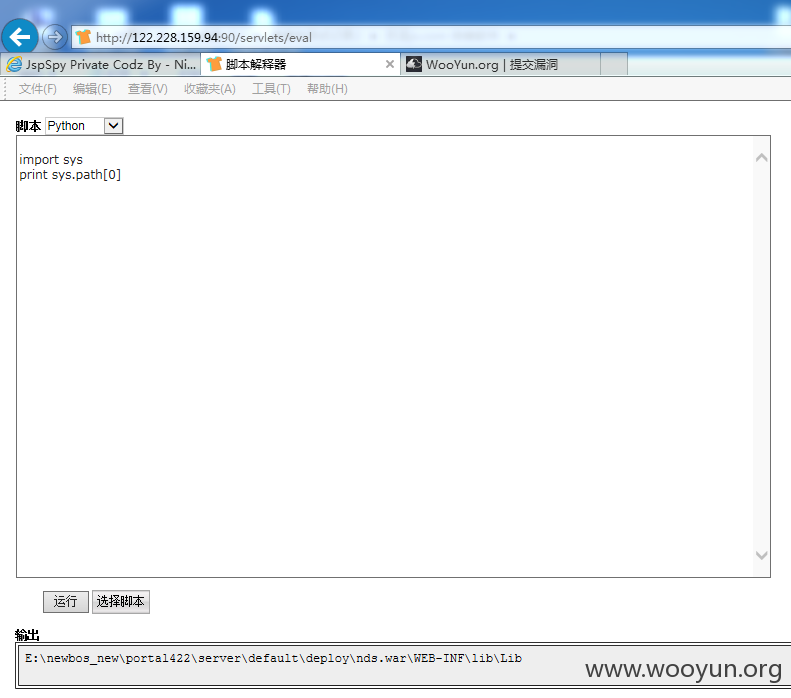 http://122.228.159.94:90/servlets/eval
JspSpy Private Codz By - Ni... 脚本解释器 WooYun.org | 提交漏洞
文件(F) 编辑(E) 查看(V) 收藏夹(A) 工具(T) 帮助(H)
脚本 Python
import sys
print sys.path[0]
运行 选择脚本
输出
E:\newbos_new\portal422\server\default\deploy\nds.war\WEB-INF\lib\Lib
www.wooyun.org